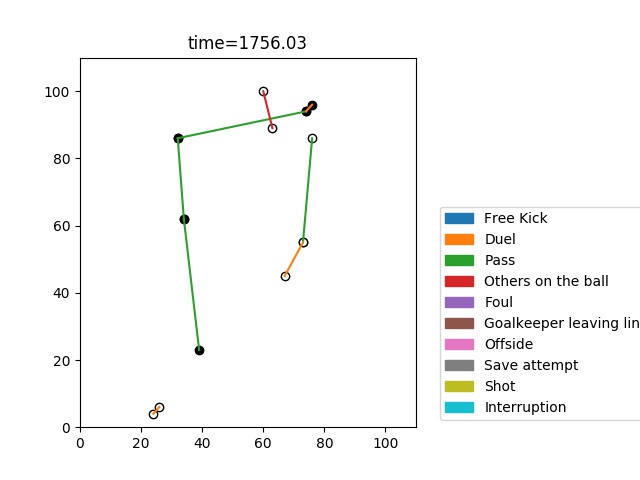 time=1756.03
100
80
60
40
20
0
0 20 40 60 80 100
Free Kick
Duel
Pass
Others on the ball
Foul
Goalkeeper leaving lin
Offside
Save attempt
Shot
Interruption